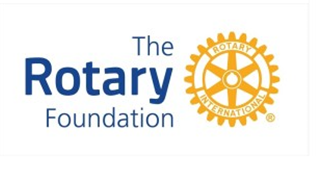 The
Rotary
Foundation
ROTARY
INTERNATIONAL
®